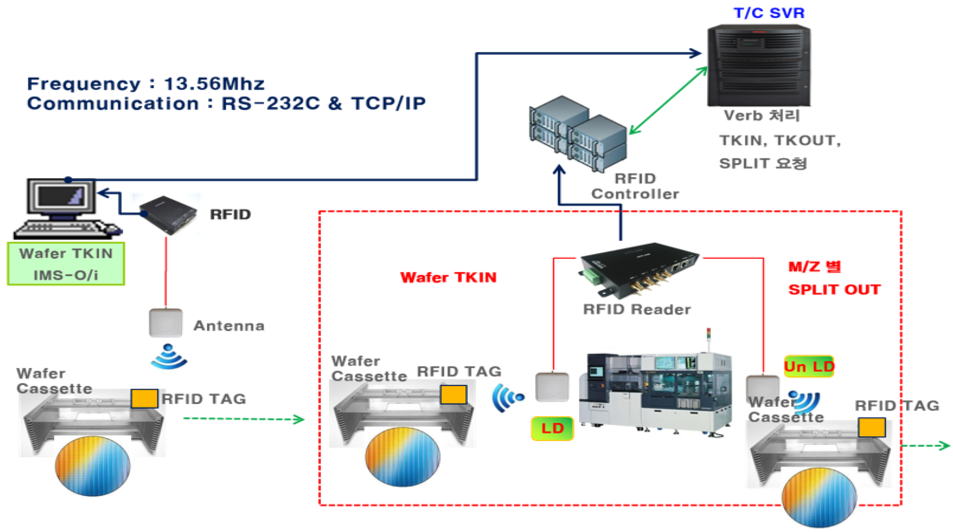 T/C SVR
Frequency : 13.56Mhz
Communication : RS-232C & TCP/IP
Verb 처리
TKIN, TKOUT,
SPLIT 요청
RFID
Controller
RFID
Wafer TKIN
IMS-O/i
Wafer TKIN
M/Z 별
SPLIT OUT
RFID Reader
Antenna
Wafer
Cassette
RFID TAG
Wafer
Cassette
RFID TAG
LD
Un LD
Wafer
Cassette
RFID TAG